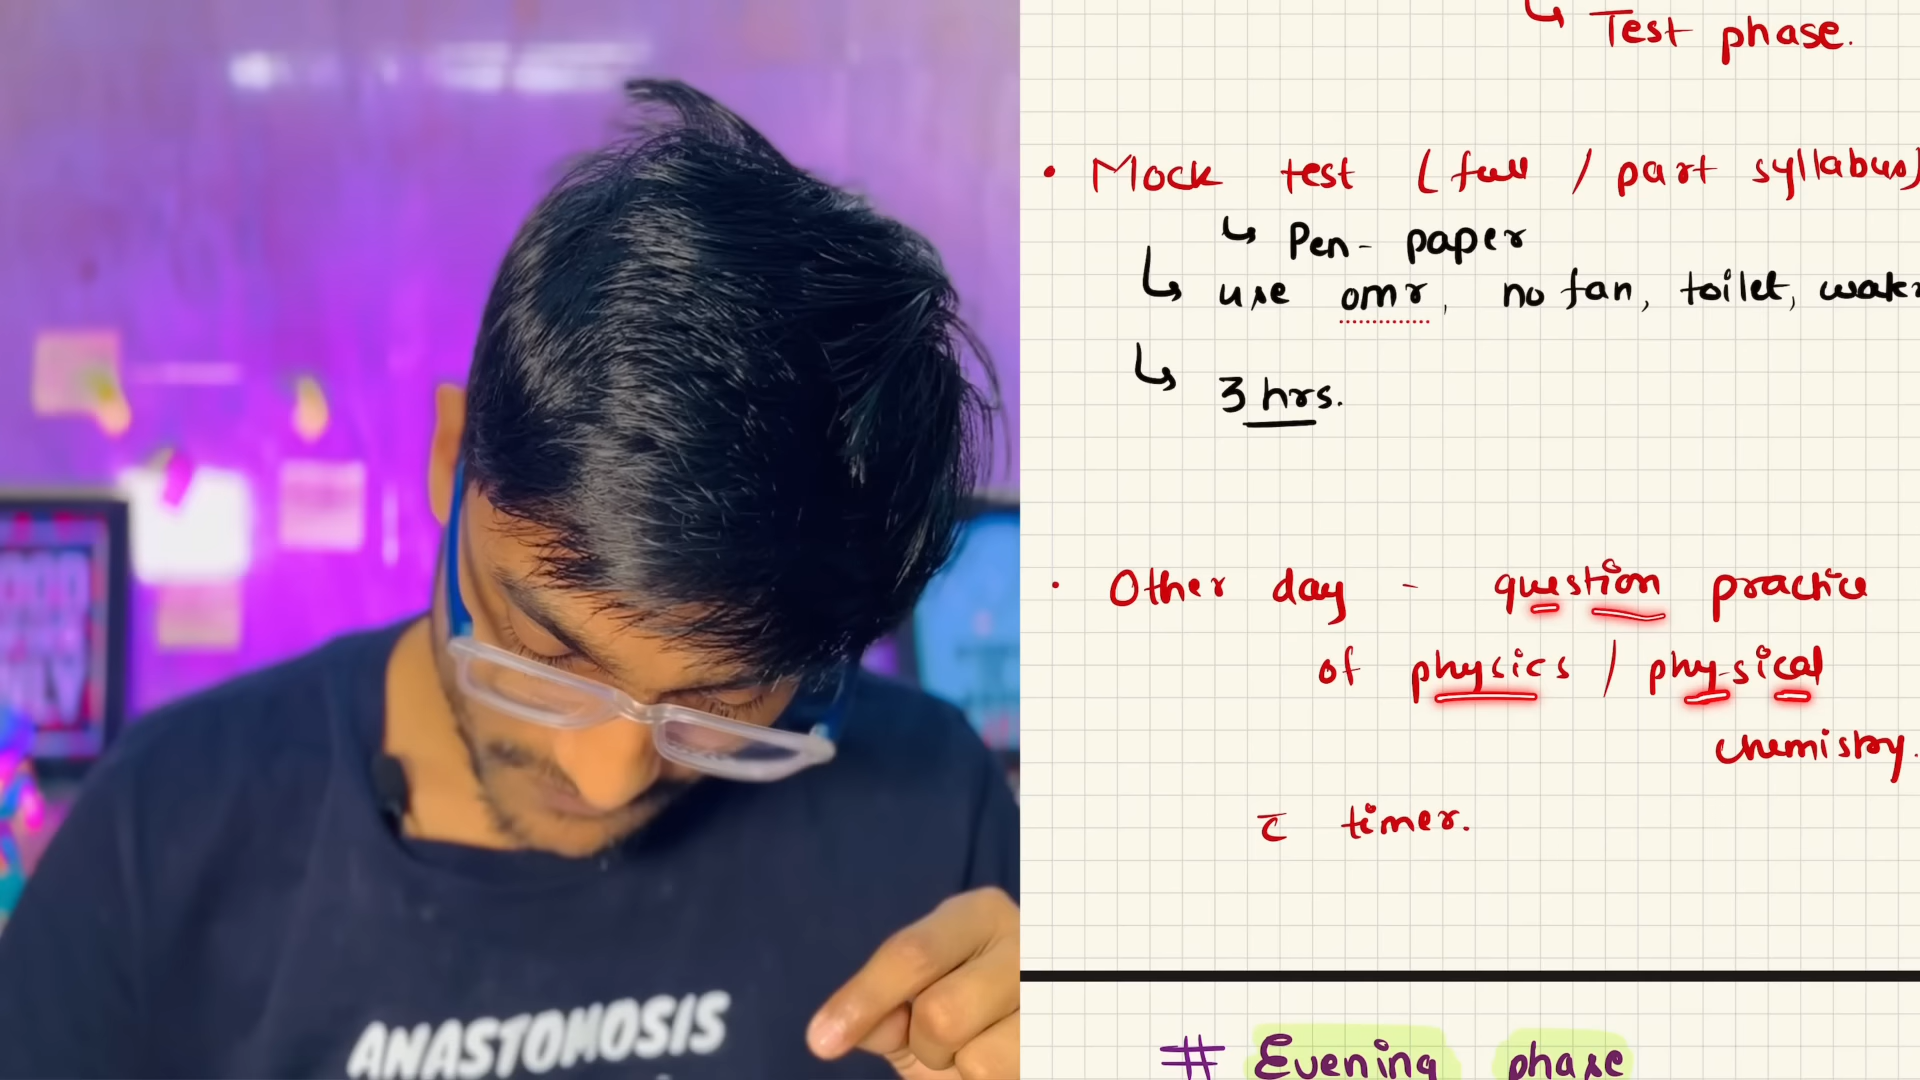 ANASTOMOSIS
↳ Test phase.
• Mock test (full / part syllabus)
↳ Pen - paper
↳ use omr, no fan, toilet, water
↳ 3 hrs.
• Other day - question practice
of physics / physical
chemistry.
c̄ timer.
# Evening phase